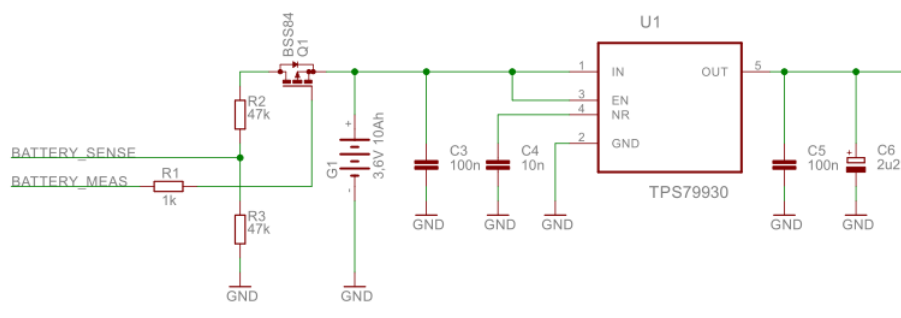 U1
BSS84
Q1
1
IN
OUT
5
3
EN
4
NR
2
GND
R2
47k
+
G1
-
3,6V 10Ah
C3
100n
C4
10n
C5
100n
+
C6
2u2
BATTERY_SENSE
BATTERY_MEAS
R1
1k
TPS79930
R3
47k
GND
GND
GND
GND
GND
GND
GND